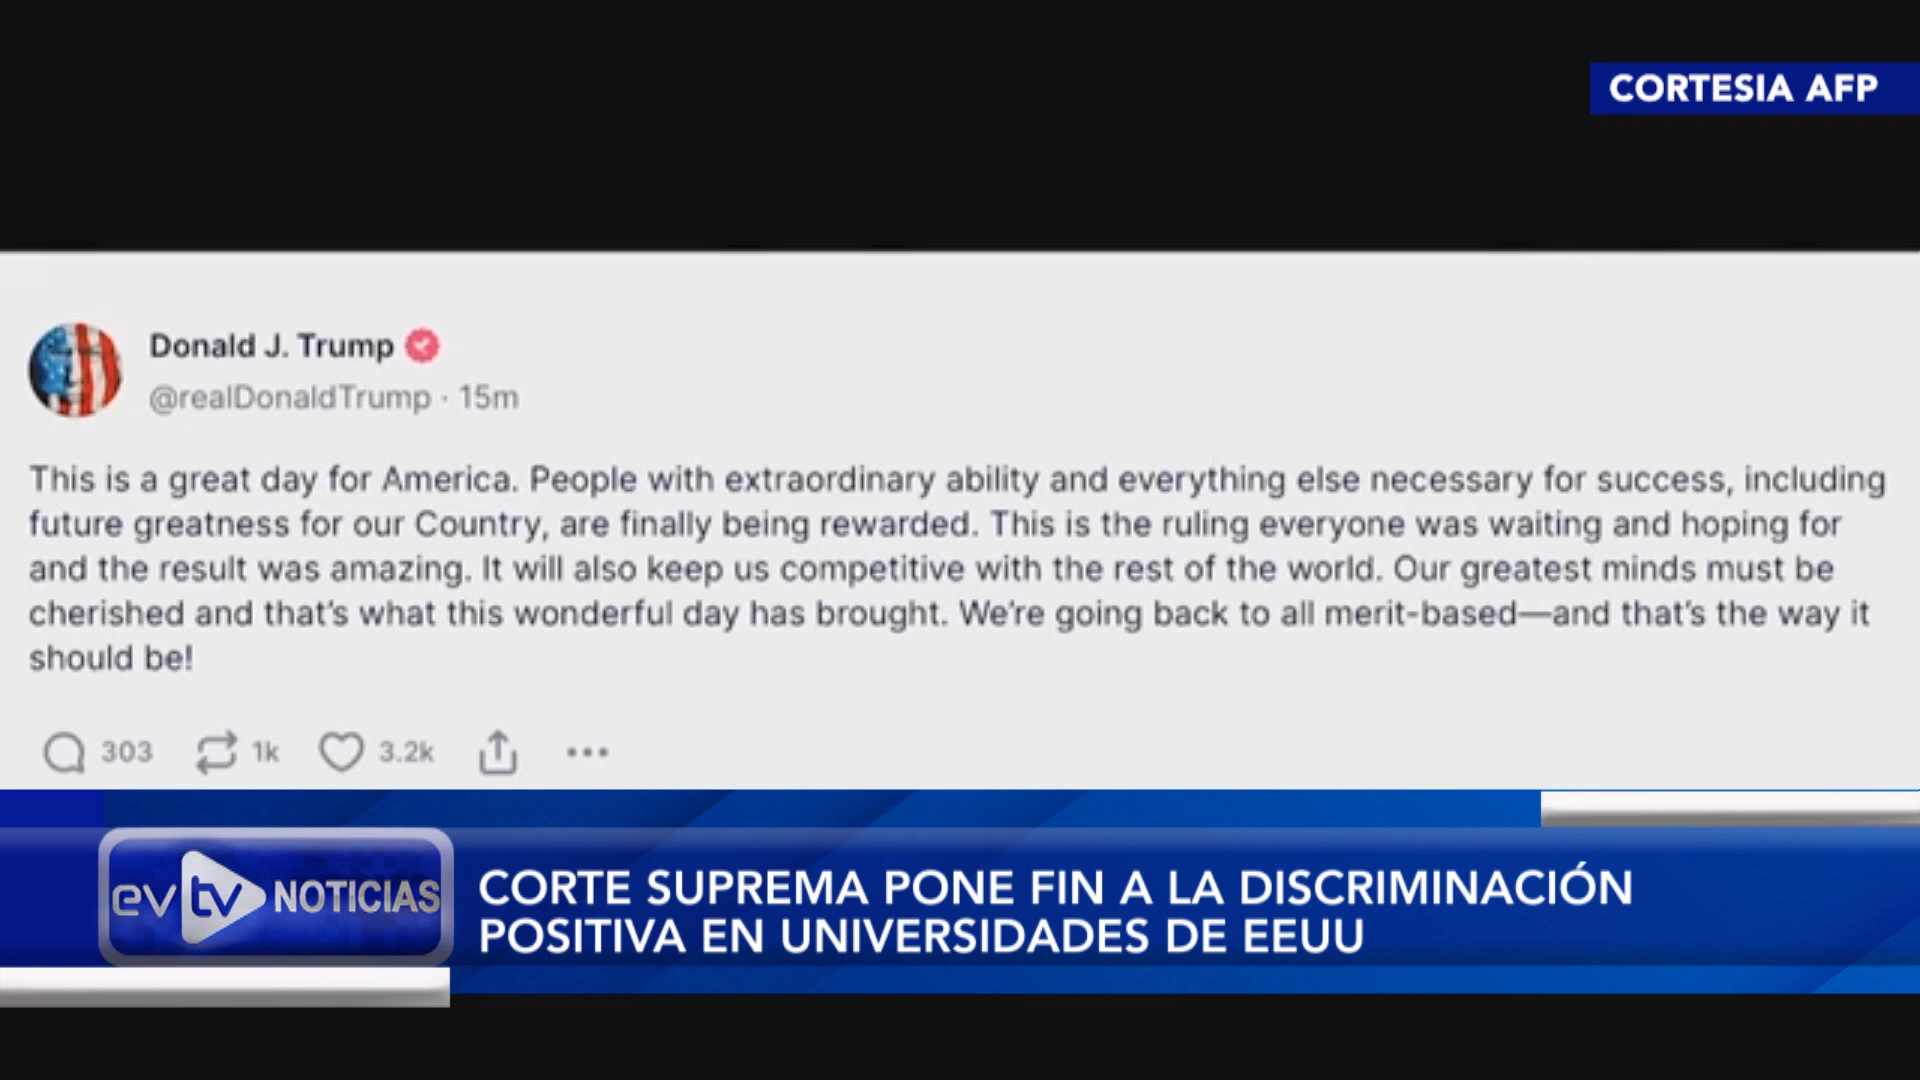 CORTESIA AFP
Donald J. Trump
@realDonaldTrump · 15m
This is a great day for America. People with extraordinary ability and everything else necessary for success, including
future greatness for our Country, are finally being rewarded. This is the ruling everyone was waiting and hoping for
and the result was amazing. It will also keep us competitive with the rest of the world. Our greatest minds must be
cherished and that’s what this wonderful day has brought. We’re going back to all merit-based—and that’s the way it
should be!
303 1k 3.2k
evtv NOTICIAS
CORTE SUPREMA PONE FIN A LA DISCRIMINACIÓN
POSITIVA EN UNIVERSIDADES DE EEUU